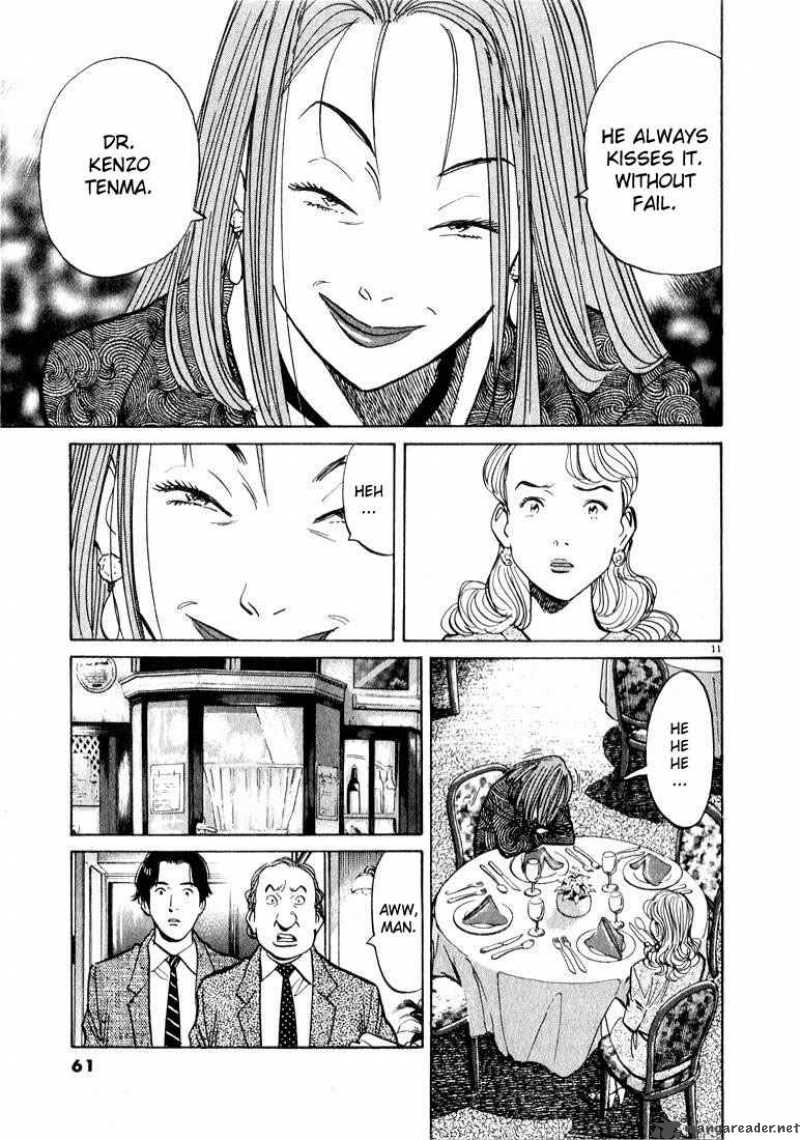 HE ALWAYS
KISSES IT.
WITHOUT
FAIL.
DR.
KENZO
TENMA.
HEH
...
11
HE
HE
HE
...
AWW,
MAN.
61
mangareader.net